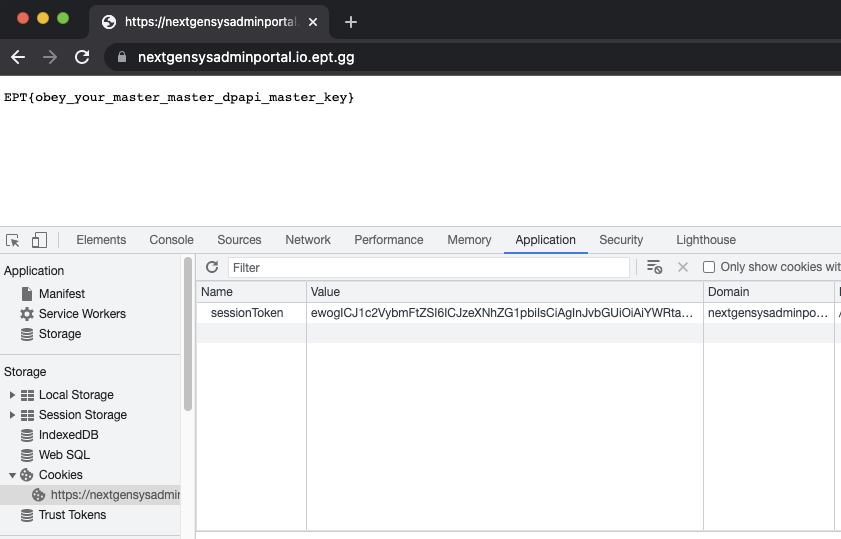 https://nextgensysadminportal.
nextgensysadminportal.io.ept.gg
EPT{obey_your_master_master_dpapi_master_key}
Elements Console Sources Network Performance Memory Application Security Lighthouse
Application
Manifest
Service Workers
Storage
Storage
Local Storage
Session Storage
IndexedDB
Web SQL
Cookies
https://nextgensysadmin
Trust Tokens
Filter
Only show cookies wit
Name Value Domain
sessionToken ewogICJ1c2VybmFtZSI6ICJzeXNhZG1pbiIsCiAgInJvbGUiOiAiYWRta... nextgensysadminpo...